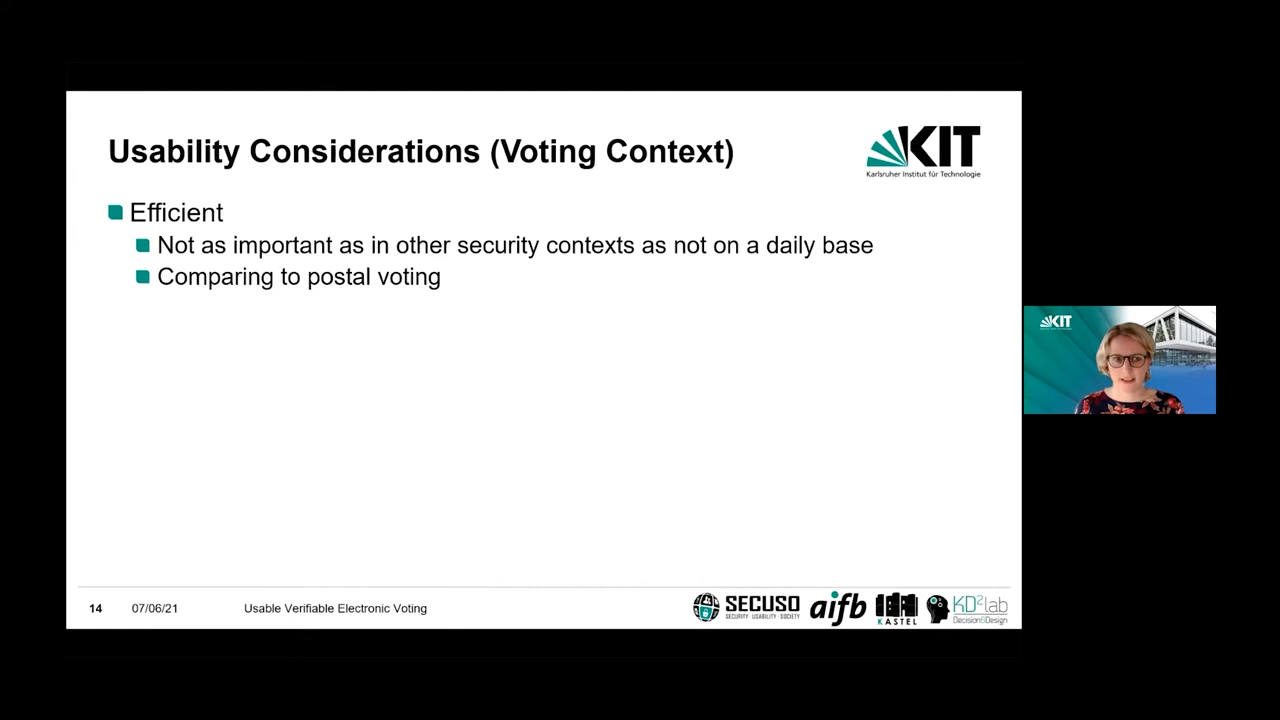 Usability Considerations (Voting Context)
KIT
Karlsruher Institut für Technologie
Efficient
Not as important as in other security contexts as not on a daily base
Comparing to postal voting
KIT
14 07/06/21 Usable Verifiable Electronic Voting
SECUSO
SECURITY · USABILITY · SOCIETY
aifb
KASTEL
KD²lab
Decision&Design